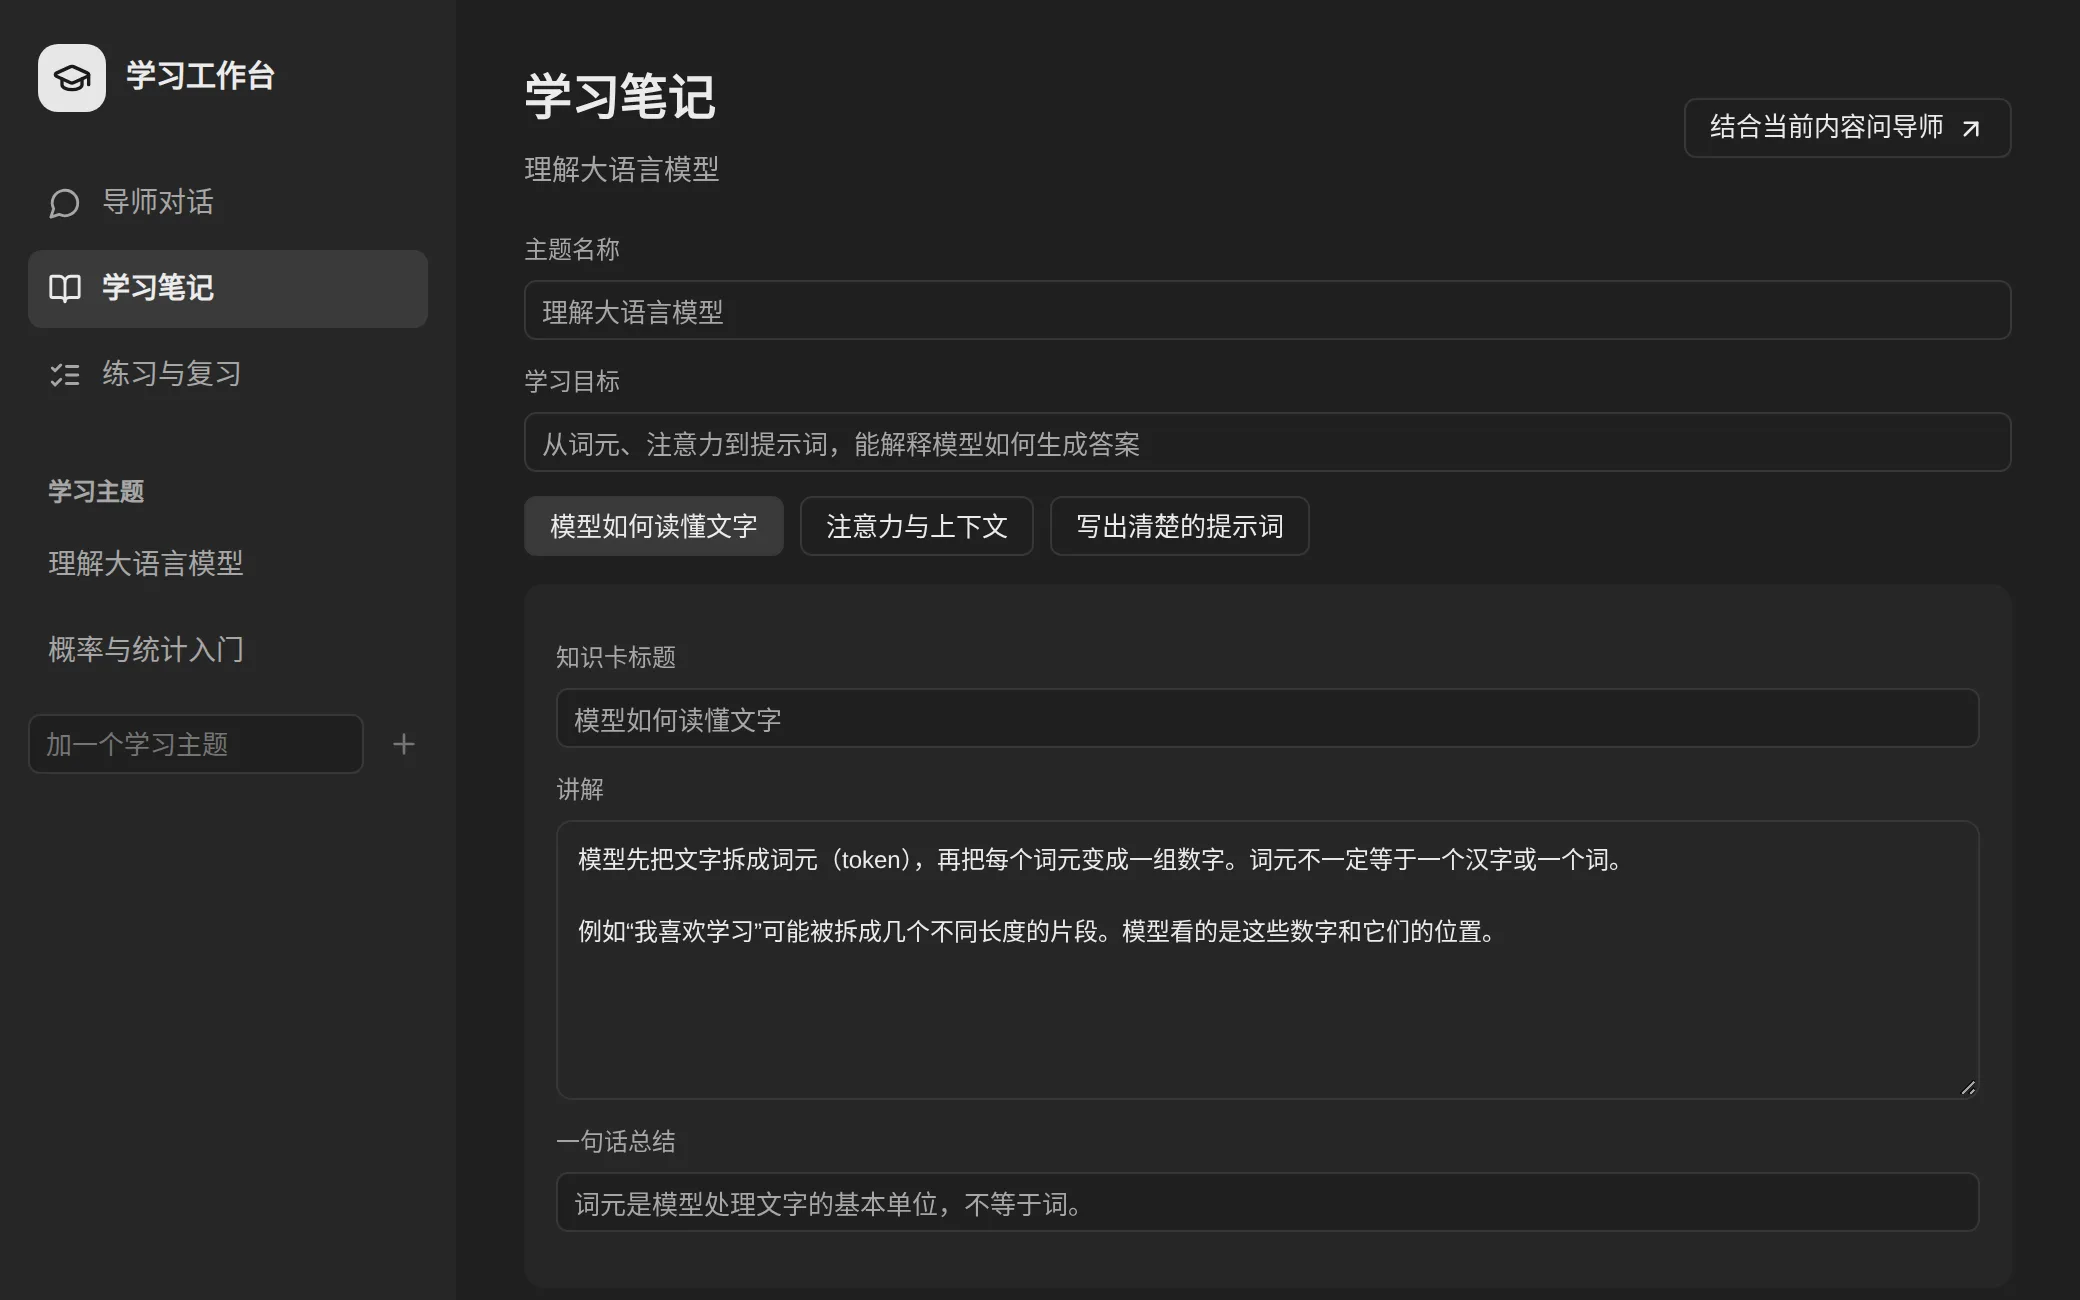 学习工作台
导师对话
学习笔记
练习与复习
学习主题
理解大语言模型
概率与统计入门
加一个学习主题
学习笔记
理解大语言模型
结合当前内容问导师
主题名称
理解大语言模型
学习目标
从词元、注意力到提示词，能解释模型如何生成答案
模型如何读懂文字
注意力与上下文
写出清楚的提示词
知识卡标题
模型如何读懂文字
讲解
模型先把文字拆成词元（token），再把每个词元变成一组数字。词元不一定等于一个汉字或一个词。
例如“我喜欢学习”可能被拆成几个不同长度的片段。模型看的是这些数字和它们的位置。
一句话总结
词元是模型处理文字的基本单位，不等于词。